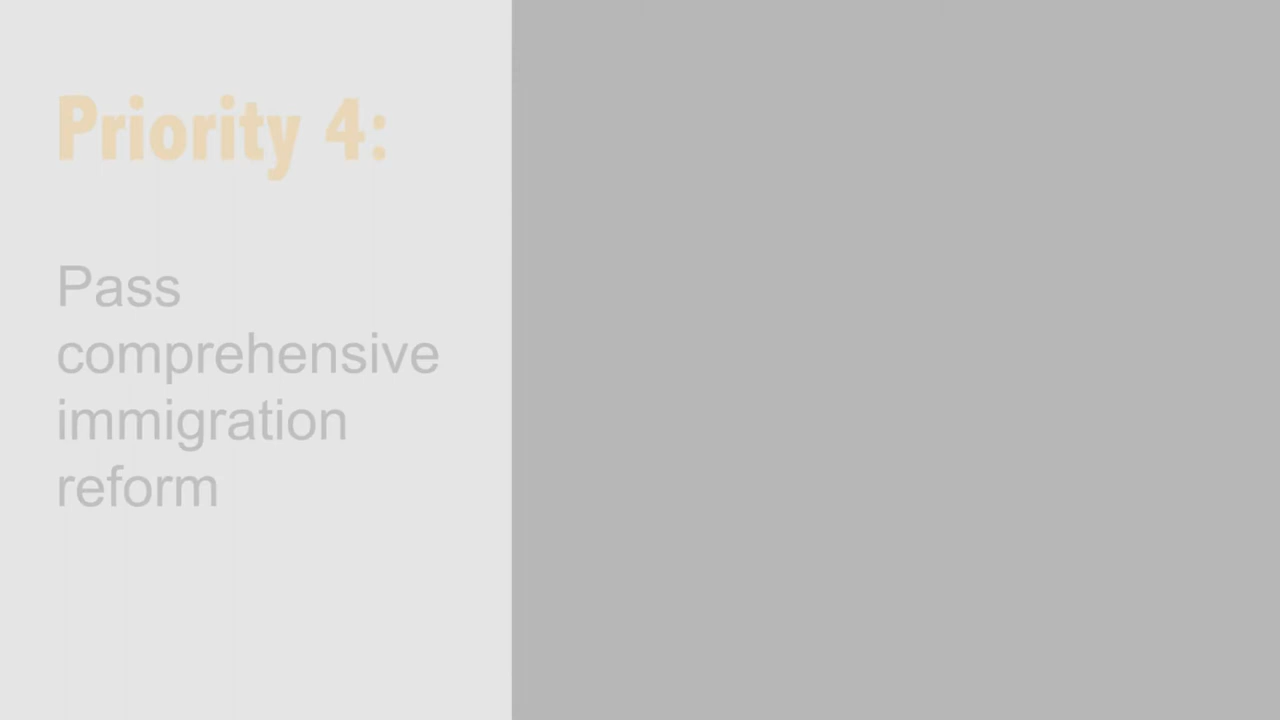 Priority 4:
Pass
comprehensive
immigration
reform